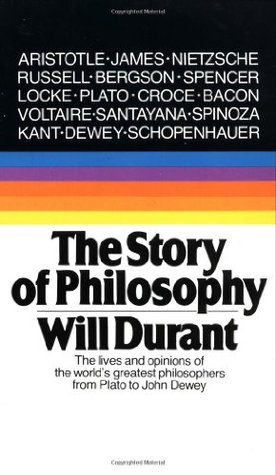 ARISTOTLE·JAMES·NIETZSCHE
RUSSELL·BERGSON·SPENCER
LOCKE·PLATO·CROCE·BACON
VOLTAIRE·SANTAYANA·SPINOZA
KANT·DEWEY·SCHOPENHAUER
The Story
of Philosophy
Will Durant
The lives and opinions of
the world's greatest philosophers
from Plato to John Dewey